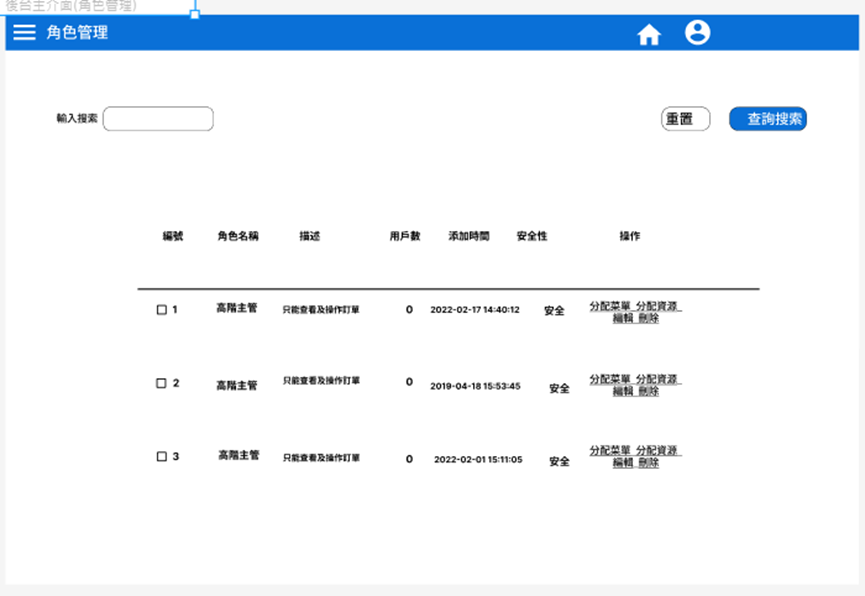 後台主介面(角色管理)
角色管理
輸入搜索
重置
查詢搜索
編號 角色名稱 描述 用戶數 添加時間 安全性 操作
1 高階主管 只能查看及操作訂單 0 2022-02-17 14:40:12 安全 分配菜單 分配資源
編輯 刪除
2 高階主管 只能查看及操作訂單 0 2019-04-18 15:53:45 安全 分配菜單 分配資源
編輯 刪除
3 高階主管 只能查看及操作訂單 0 2022-02-01 15:11:05 安全 分配菜單 分配資源
編輯 刪除